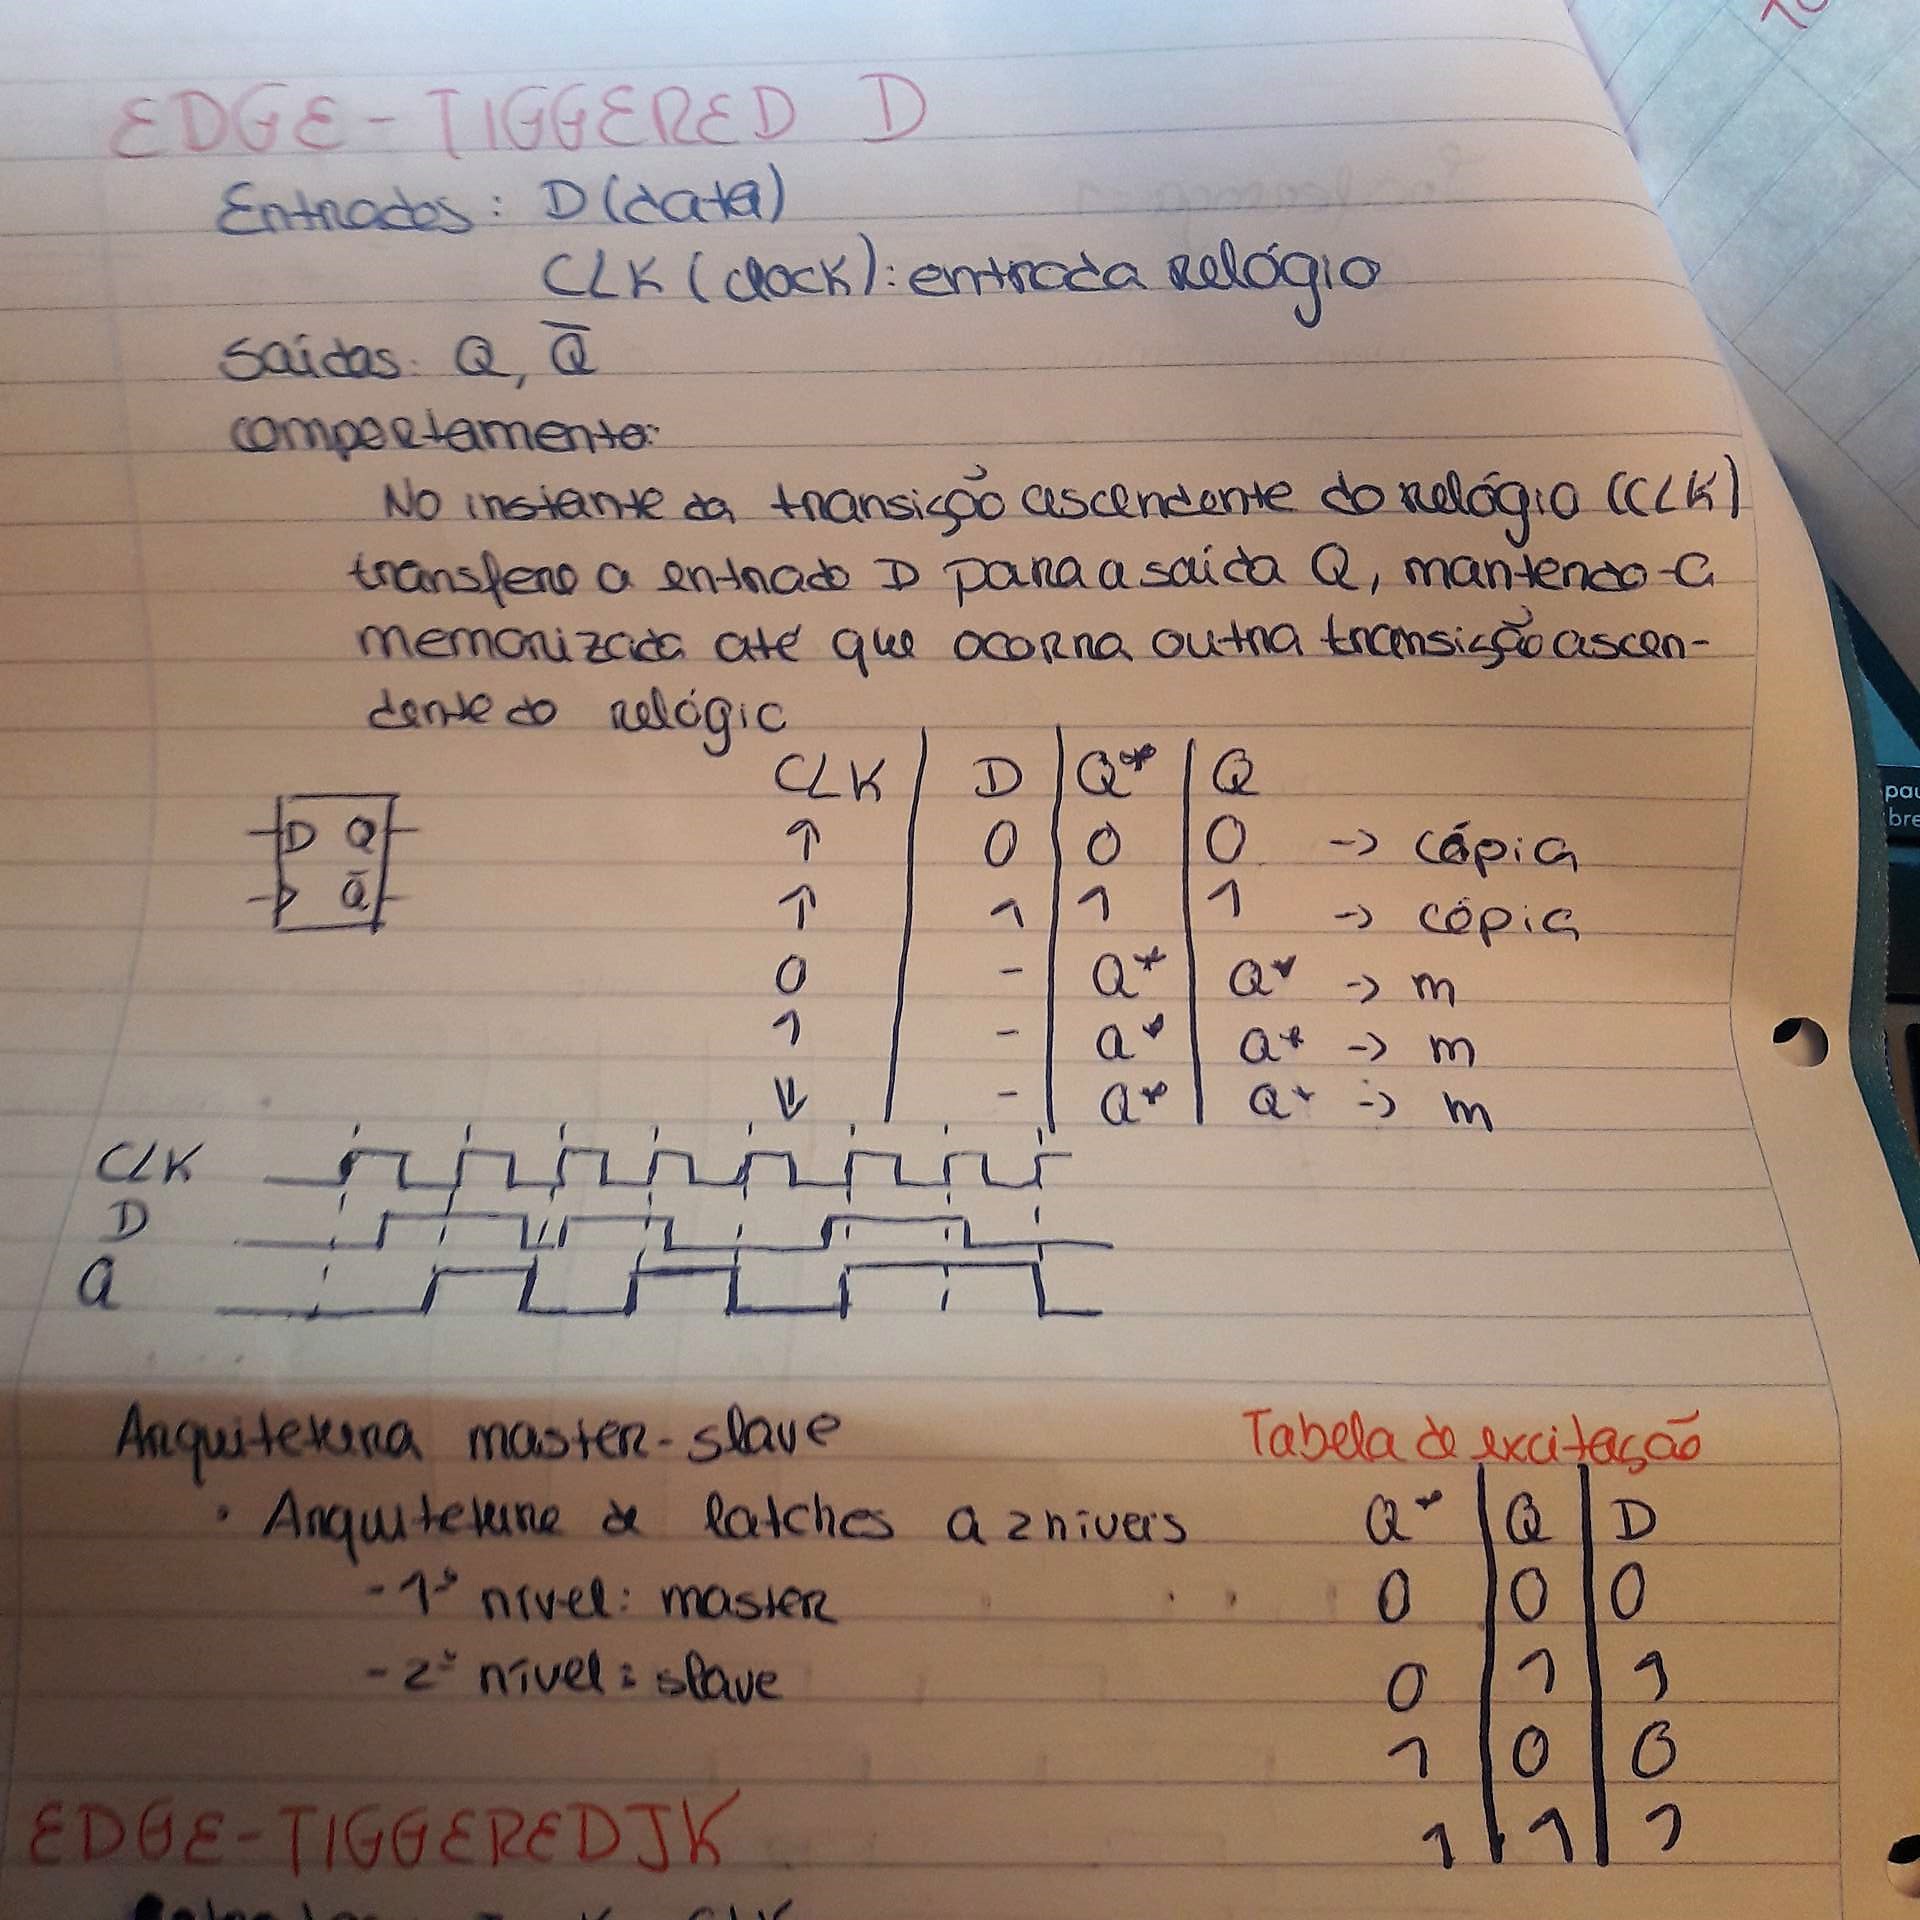 EDGE-TIGGERED D
Entradas: D (data)
CLK (clock): entrada relógio
Saídas: Q, Q̅
comportamento:
No instante da transição ascendente do relógio (CLK)
transfere a entrada D para a saída Q, mantendo-a
memorizada até que ocorra outra transição ascen-
dente do relógio
CLK | D | Q* | Q
↑ 0 0 0 -> cópia
↑ 1 1 1 -> cópia
0 - Q* Q* -> m
1 - Q* Q* -> m
↓ - Q* Q* -> m
D Q
Q̅
CLK
D
Q
Arquitetura master-slave
• Arquitetura de latches a 2 níveis
- 1º nível: master
- 2º nível: slave
Tabela de excitação
Q* | Q | D
0 0 0
0 1 1
1 0 0
1 1 1
EDGE-TIGGERED JK
CLK
pau
bre